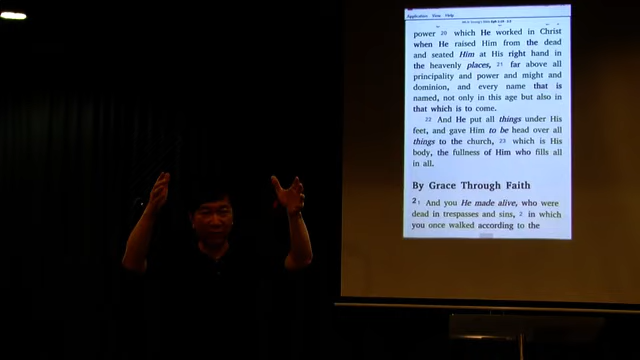 Application View Help
power 20 which He worked in Christ
when He raised Him from the dead
and seated Him at His right hand in
the heavenly places, 21 far above all
principality and power and might and
dominion, and every name that is
named, not only in this age but also in
that which is to come.
22 And He put all things under His
feet, and gave Him to be head over all
things to the church, 23 which is His
body, the fullness of Him who fills all
in all.
By Grace Through Faith
2 1 And you He made alive, who were
dead in trespasses and sins, 2 in which
you once walked according to the